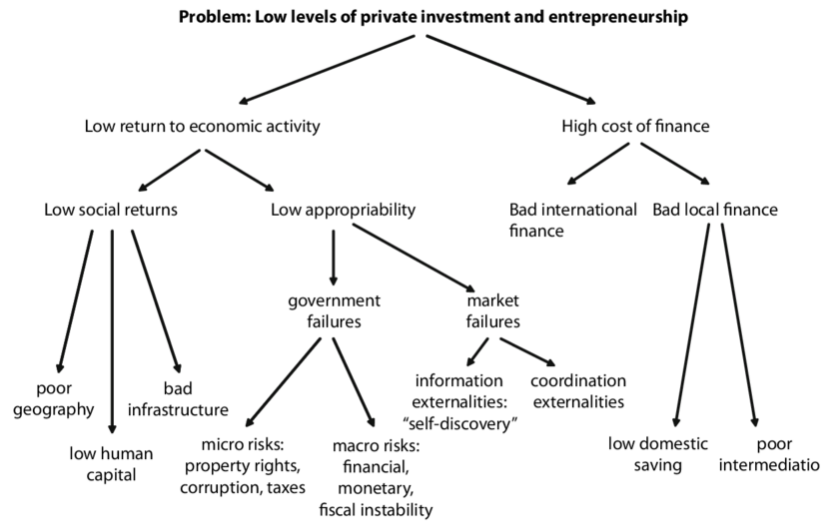 Problem: Low levels of private investment and entrepreneurship
Low return to economic activity
High cost of finance
Low social returns
Low appropriability
Bad international
finance
Bad local finance
government
failures
market
failures
poor
geography
bad
infrastructure
information
externalities:
“self-discovery”
coordination
externalities
low human
capital
micro risks:
property rights,
corruption, taxes
macro risks:
financial,
monetary,
fiscal instability
low domestic
saving
poor
intermediatio